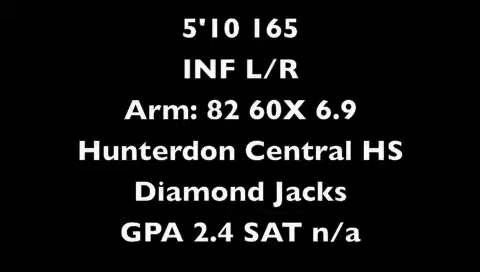 5'10 165
INF L/R
Arm: 82 60X 6.9
Hunterdon Central HS
Diamond Jacks
GPA 2.4 SAT n/a